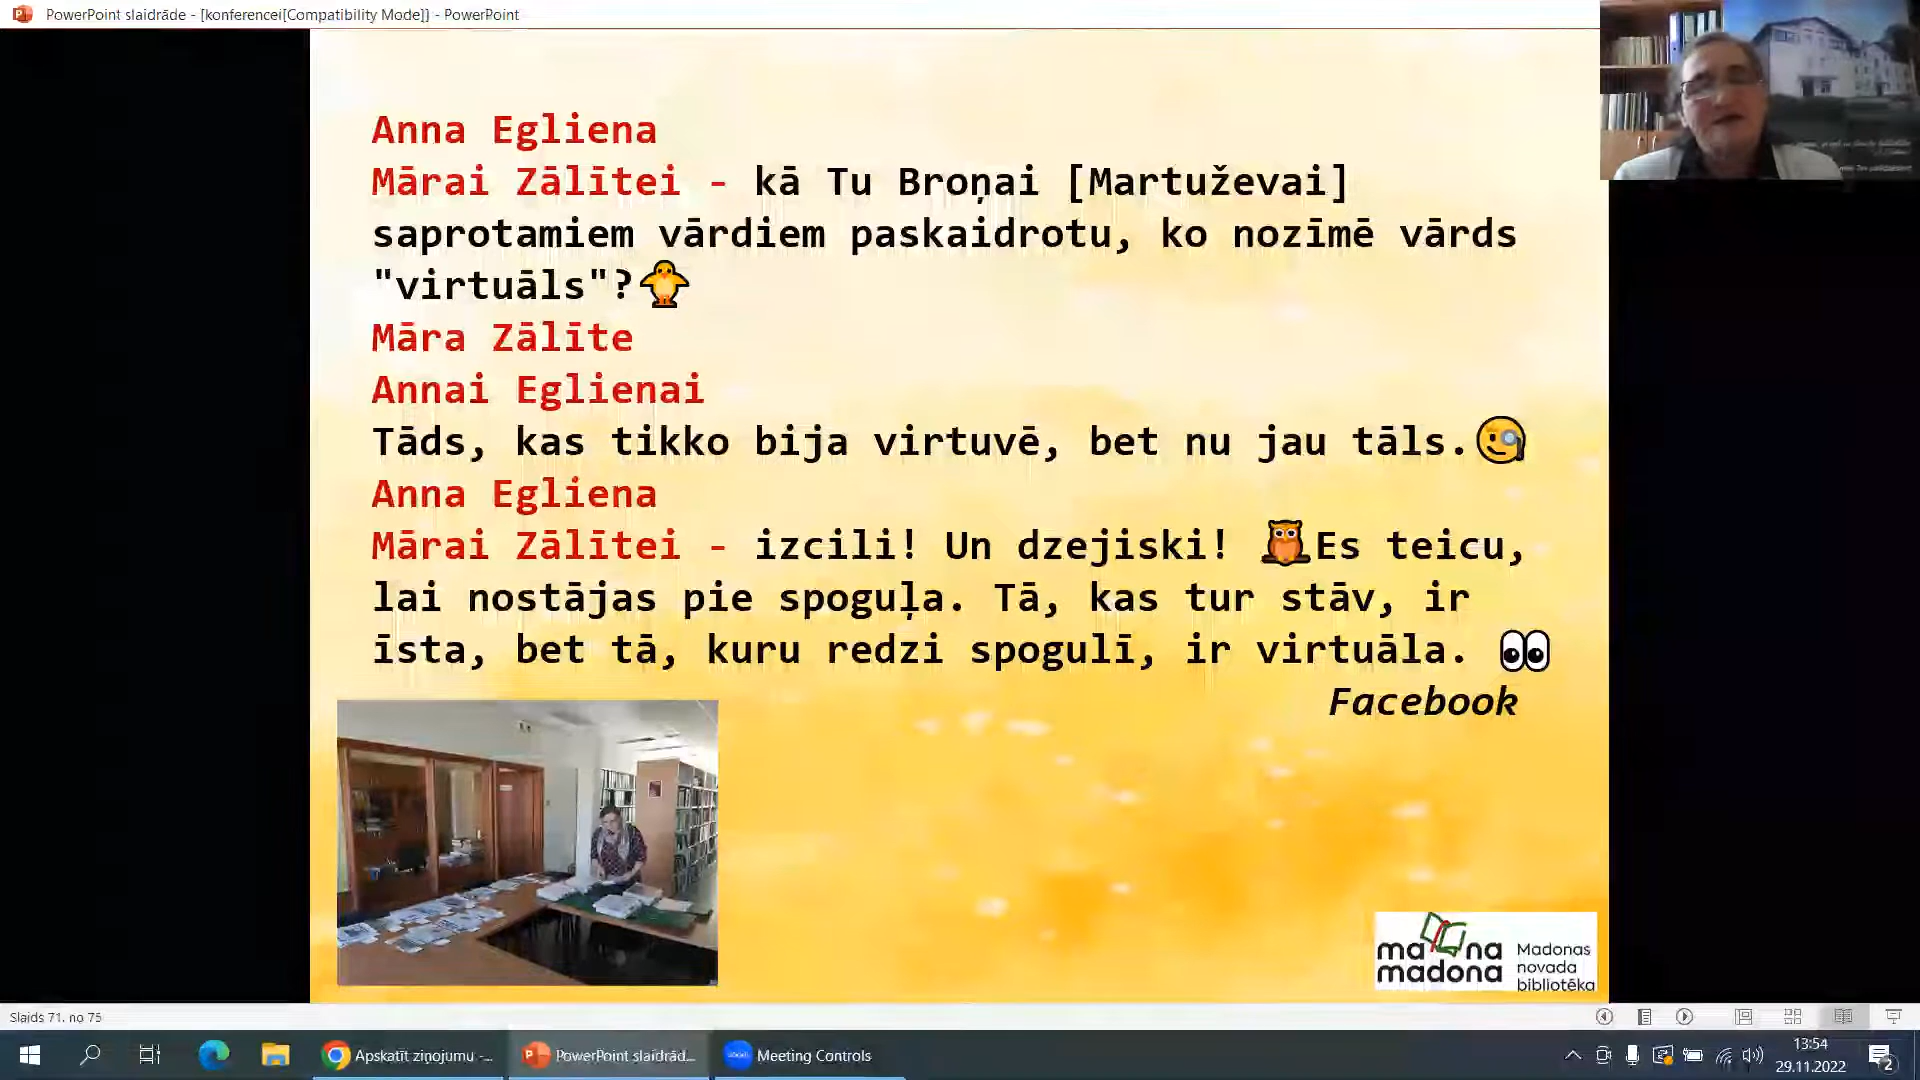 PowerPoint slaidrāde - [konferencei[Compatibility Mode]] - PowerPoint
Anna Egliena
Mārai Zālītei - kā Tu Broņai [Martuževai]
saprotamiem vārdiem paskaidrotu, ko nozīmē vārds
"virtuāls"?
Māra Zālīte
Annai Eglienai
Tāds, kas tikko bija virtuvē, bet nu jau tāls.
Anna Egliena
Mārai Zālītei - izcili! Un dzejiski! Es teicu,
lai nostājas pie spoguļa. Tā, kas tur stāv, ir
īsta, bet tā, kuru redzi spogulī, ir virtuāla.
Facebook
mana
madona
Madonas
novada
bibliotēka
Slaids 71. no 75
Apskatīt ziņojumu -...
PowerPoint slaidrād...
Meeting Controls
13:54
29.11.2022
2